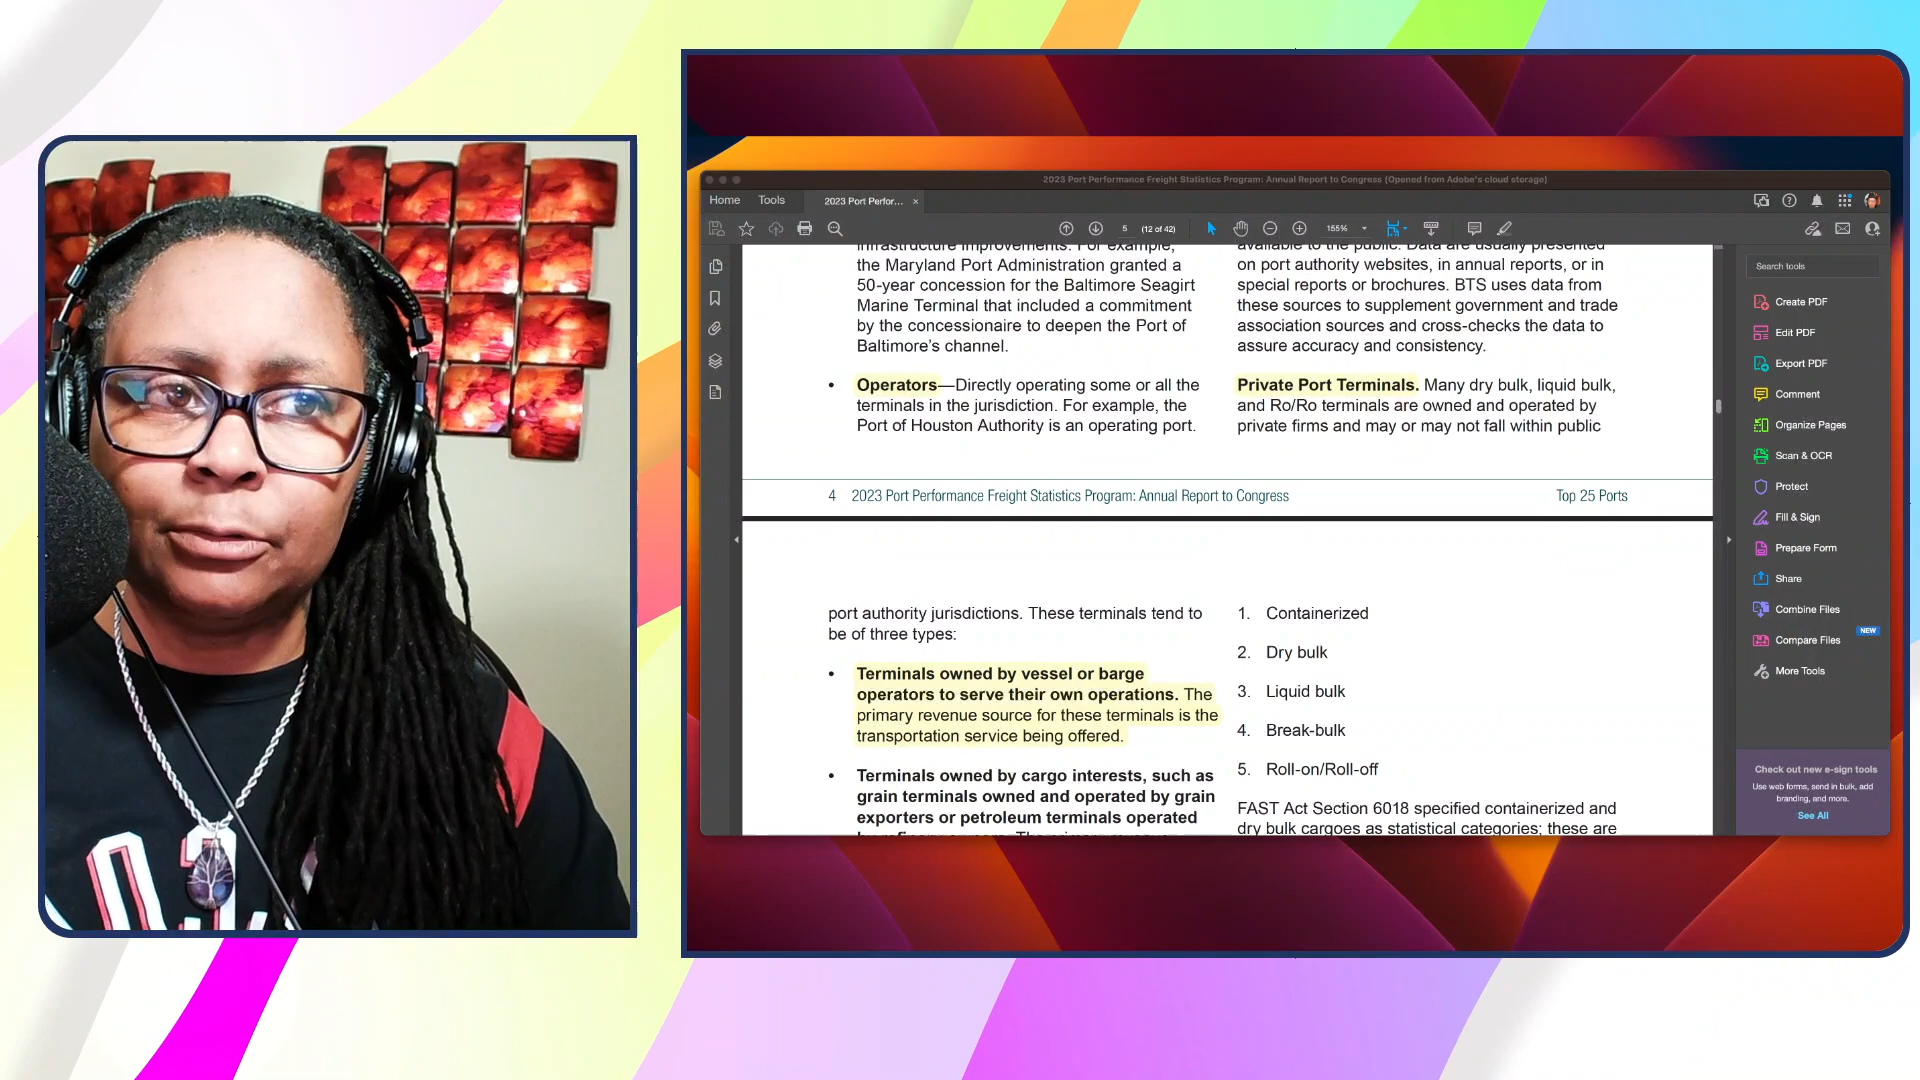 2023 Port Performance Freight Statistics Program: Annual Report to Congress (Opened from Adobe's cloud storage)
Home Tools 2023 Port Perfor... ×
5 (12 of 42) 155%
infrastructure improvements. For example,
the Maryland Port Administration granted a
50-year concession for the Baltimore Seagirt
Marine Terminal that included a commitment
by the concessionaire to deepen the Port of
Baltimore's channel.
• Operators—Directly operating some or all the
terminals in the jurisdiction. For example, the
Port of Houston Authority is an operating port.
available to the public. Data are usually presented
on port authority websites, in annual reports, or in
special reports or brochures. BTS uses data from
these sources to supplement government and trade
association sources and cross-checks the data to
assure accuracy and consistency.
Private Port Terminals. Many dry bulk, liquid bulk,
and Ro/Ro terminals are owned and operated by
private firms and may or may not fall within public
4 2023 Port Performance Freight Statistics Program: Annual Report to Congress
Top 25 Ports
port authority jurisdictions. These terminals tend to
be of three types:
• Terminals owned by vessel or barge
operators to serve their own operations. The
primary revenue source for these terminals is the
transportation service being offered.
• Terminals owned by cargo interests, such as
grain terminals owned and operated by grain
exporters or petroleum terminals operated
1. Containerized
2. Dry bulk
3. Liquid bulk
4. Break-bulk
5. Roll-on/Roll-off
FAST Act Section 6018 specified containerized and
dry bulk cargoes as statistical categories; these are
Search tools
Create PDF
Edit PDF
Export PDF
Comment
Organize Pages
Scan & OCR
Protect
Fill & Sign
Prepare Form
Share
Combine Files
Compare Files NEW
More Tools
Check out new e-sign tools
Use web forms, send in bulk, add
branding, and more.
See All